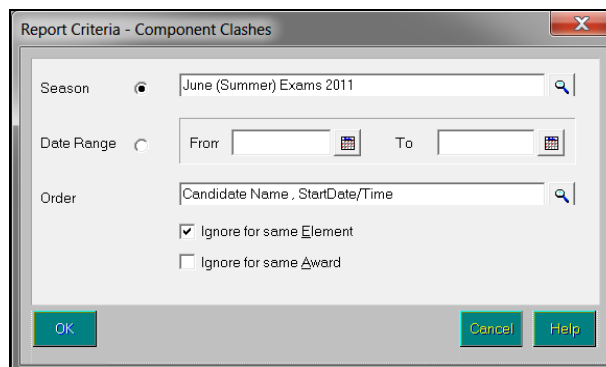 Report Criteria - Component Clashes
X
Season
June (Summer) Exams 2011
Date Range
From
To
Order
Candidate Name , StartDate/Time
Ignore for same Element
Ignore for same Award
OK
Cancel
Help